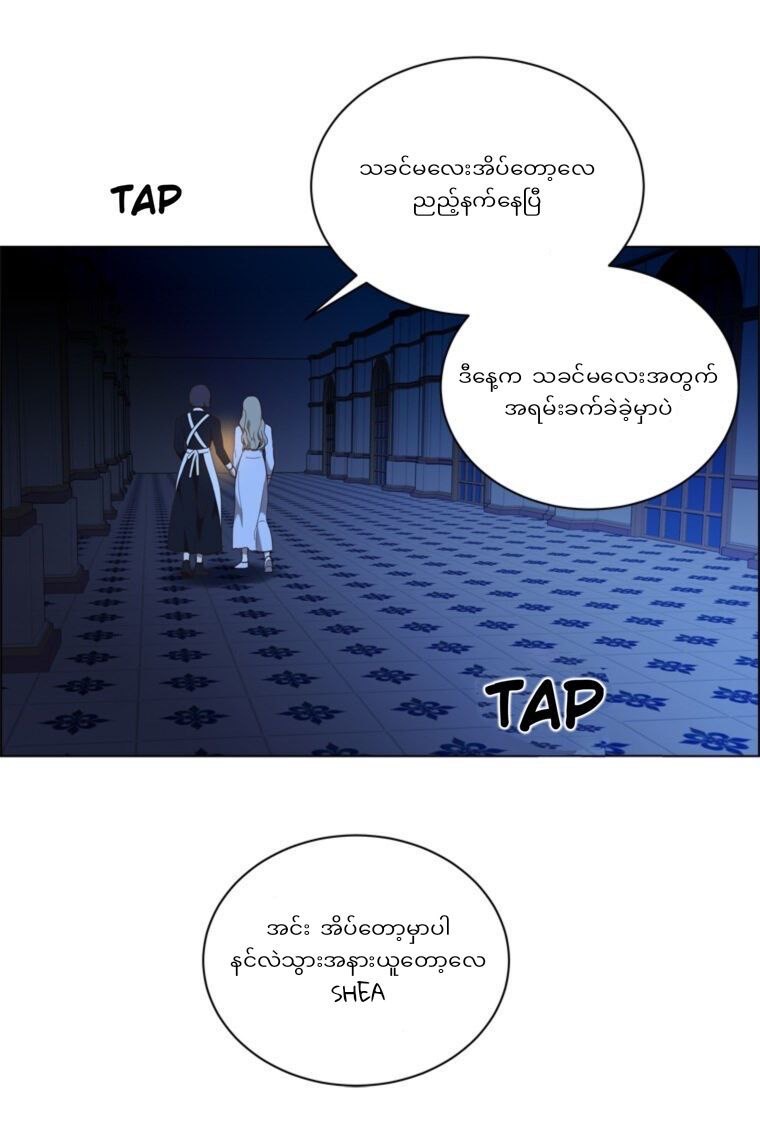 TAP
သခင်မလေးအိပ်တော့လေ
ညည့်နက်နေပြီ
ဒီနေ့က သခင်မလေးအတွက်
အရမ်းခက်ခဲခဲ့မှာပဲ
TAP
အင်း အိပ်တော့မှာပါ
နင်လဲသွားအနားယူတော့လေ
SHEA